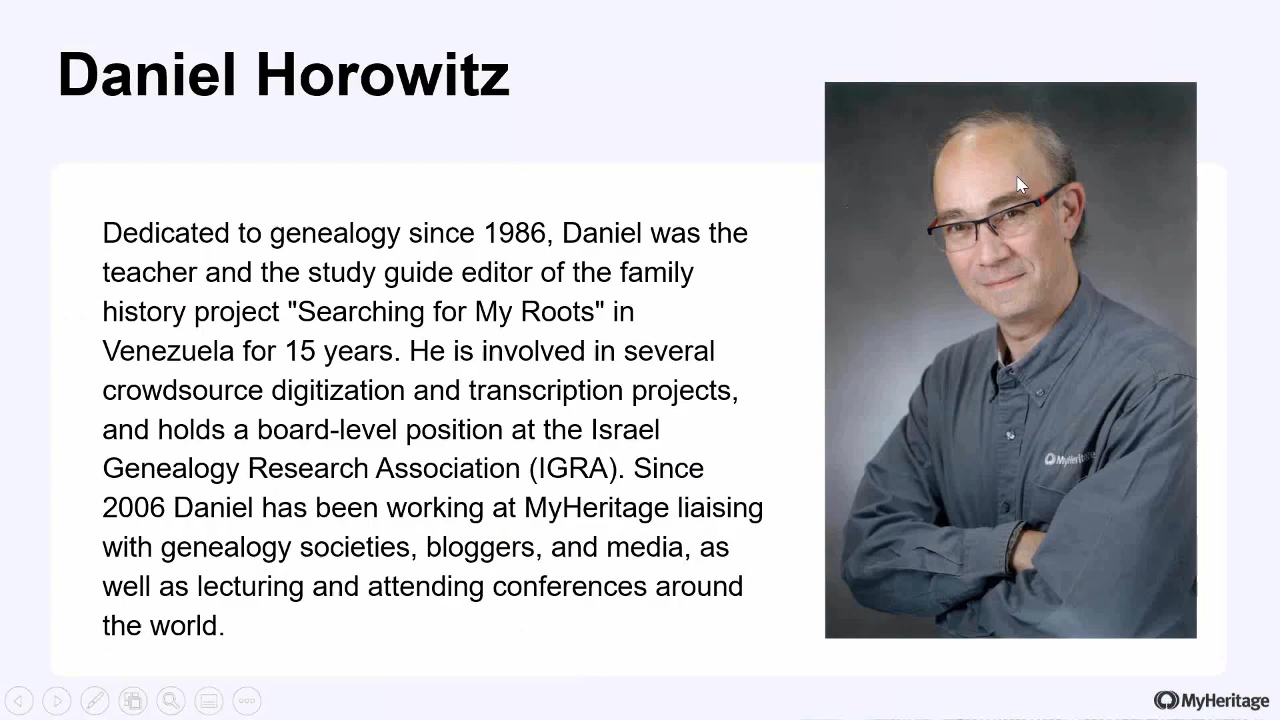 Daniel Horowitz
Dedicated to genealogy since 1986, Daniel was the
teacher and the study guide editor of the family
history project "Searching for My Roots" in
Venezuela for 15 years. He is involved in several
crowdsource digitization and transcription projects,
and holds a board-level position at the Israel
Genealogy Research Association (IGRA). Since
2006 Daniel has been working at MyHeritage liaising
with genealogy societies, bloggers, and media, as
well as lecturing and attending conferences around
the world.
MyHeritage
MyHeritage